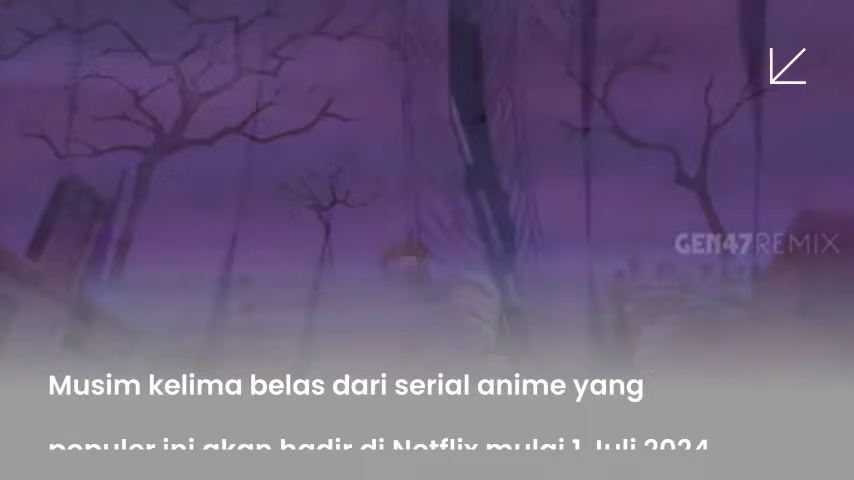 GEN47REMIX
Musim kelima belas dari serial anime yang
populer ini akan hadir di Netflix mulai 1 Juli 2024